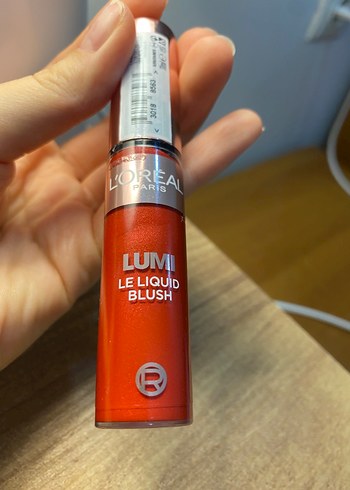 L'ORÉAL
PARIS
LUMI
LE LIQUID
BLUSH
R